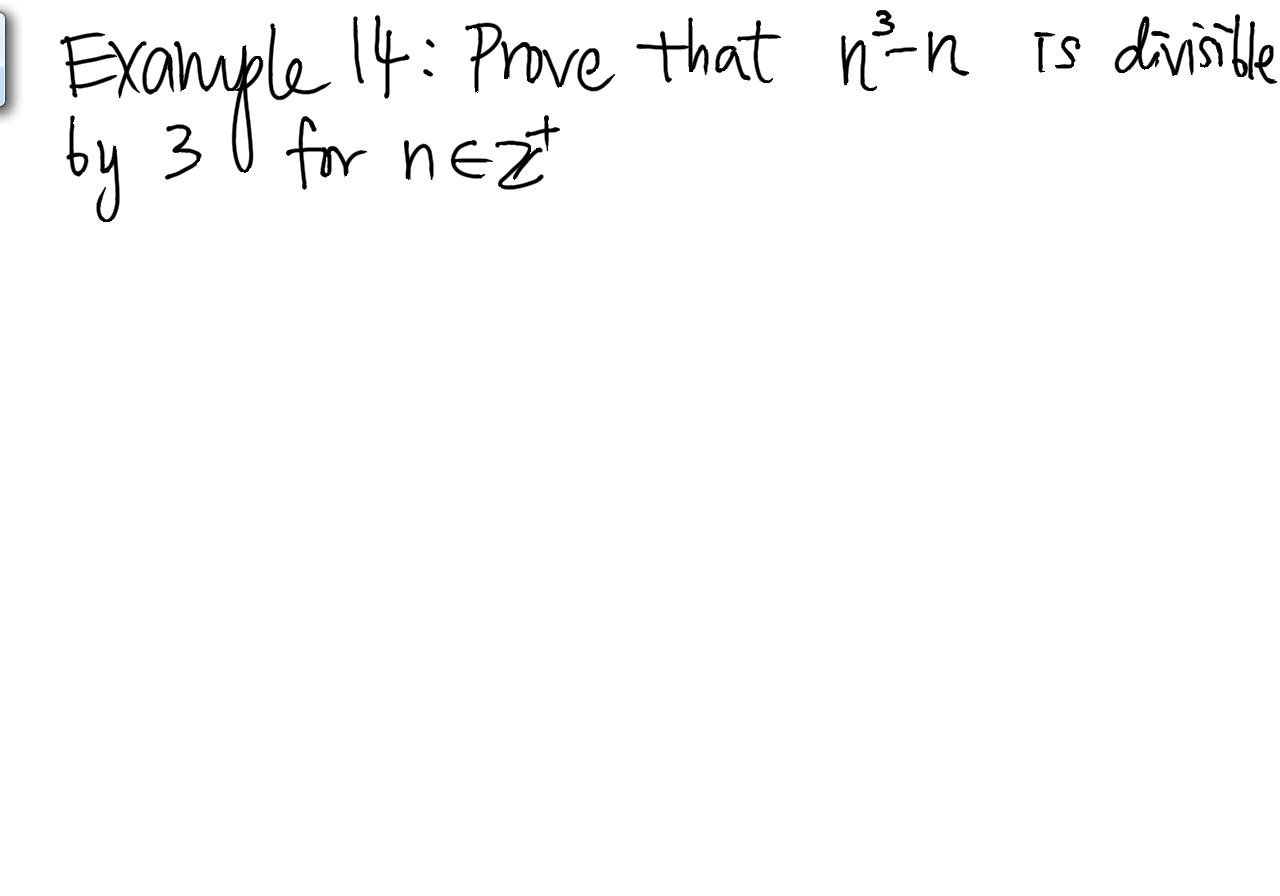 Example 14: Prove that n³-n is divisible
by 3 for n∈Z⁺